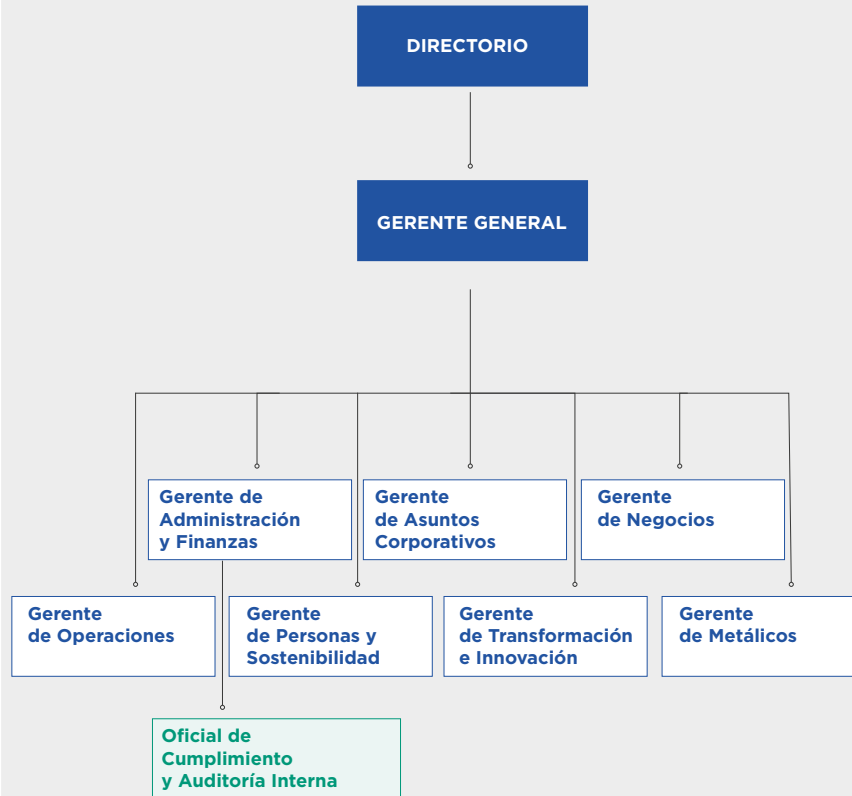 DIRECTORIO
GERENTE GENERAL
Gerente de
Administración
y Finanzas
Gerente
de Asuntos
Corporativos
Gerente
de Negocios
Gerente
de Operaciones
Gerente
de Personas y
Sostenibilidad
Gerente
de Transformación
e Innovación
Gerente
de Metálicos
Oficial de
Cumplimiento
y Auditoría Interna